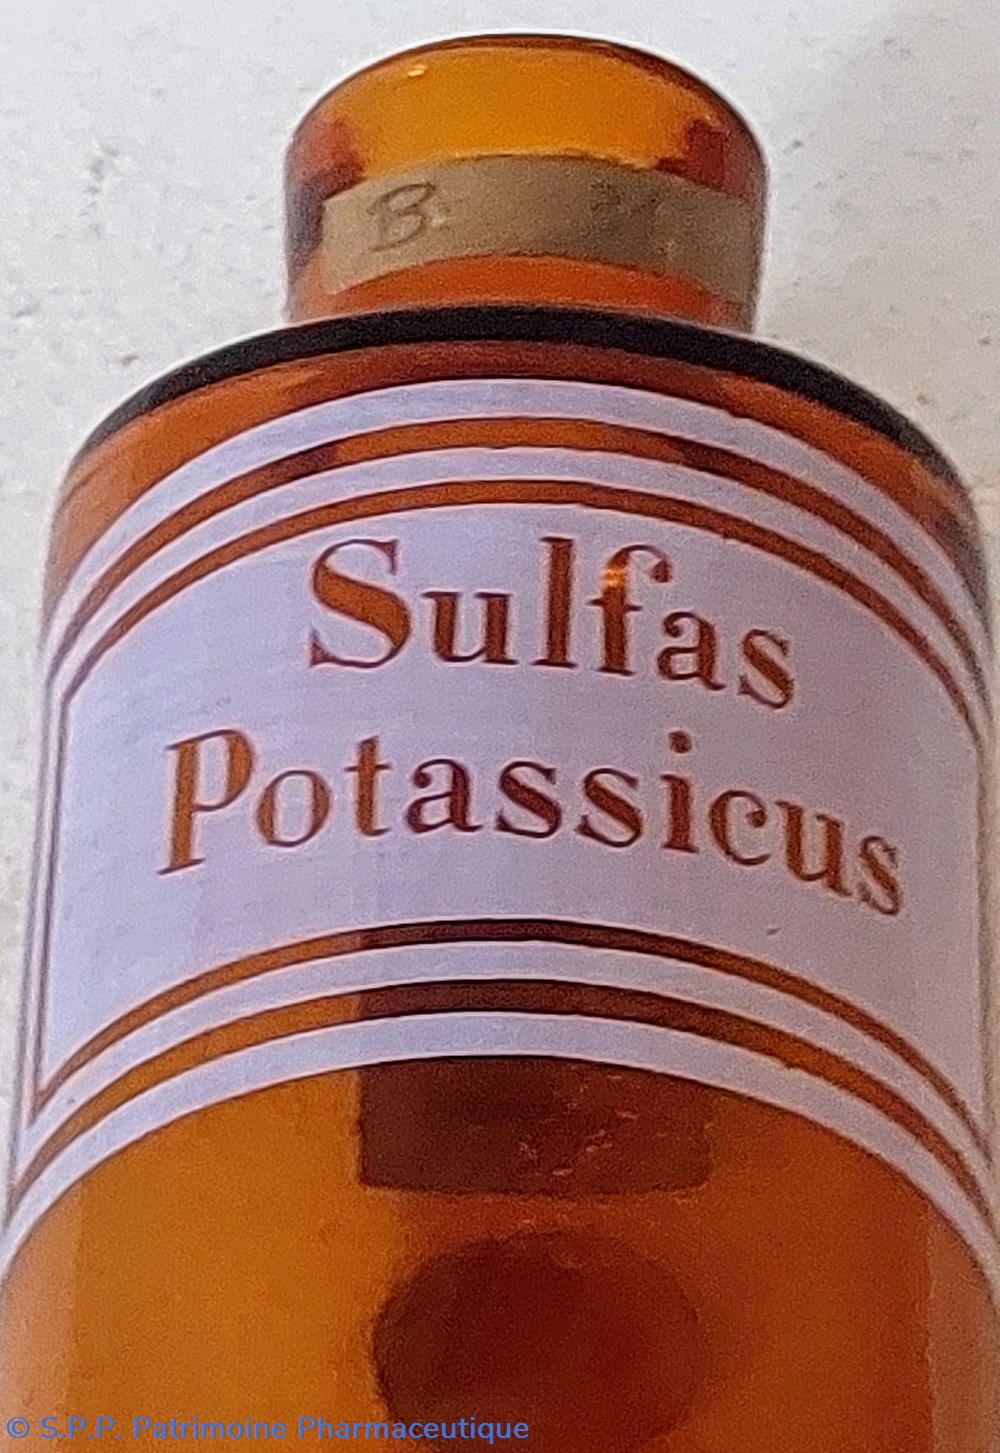 B.
Sulfas
Potassicus
© S.P.P. Patrimoine Pharmaceutique